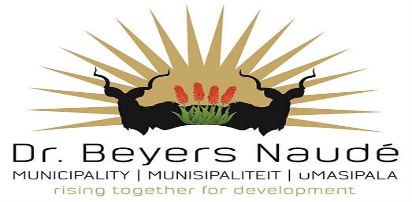 Dr. Beyers Naudé
MUNICIPALITY | MUNISIPALITEIT | uMASIPALA
rising together for development